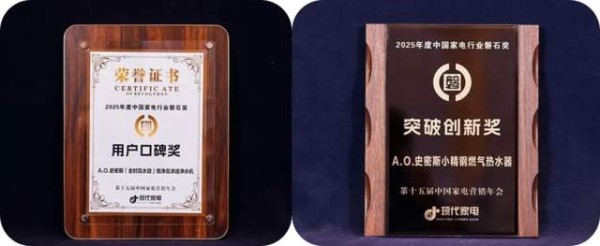 荣誉证书
CERTIFICATE
OF RECOGNITION
2025年度中国家电行业磐石奖
用户口碑奖
第十五届中国家电营销年会
现代家电
2025年度中国家电行业磐石奖
磐
突破创新奖
A.O.史密斯小精钢燃气热水器
第十五届中国家电营销年会
现代家电